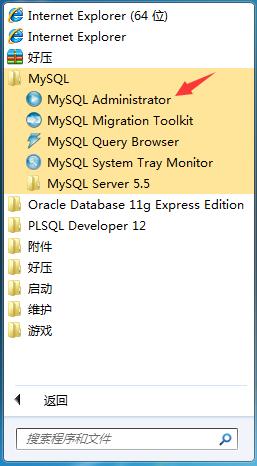 Internet Explorer (64 位)
Internet Explorer
好压
MySQL
MySQL Administrator
MySQL Migration Toolkit
MySQL Query Browser
MySQL System Tray Monitor
MySQL Server 5.5
Oracle Database 11g Express Edition
PLSQL Developer 12
附件
好压
启动
维护
游戏
返回
搜索程序和文件